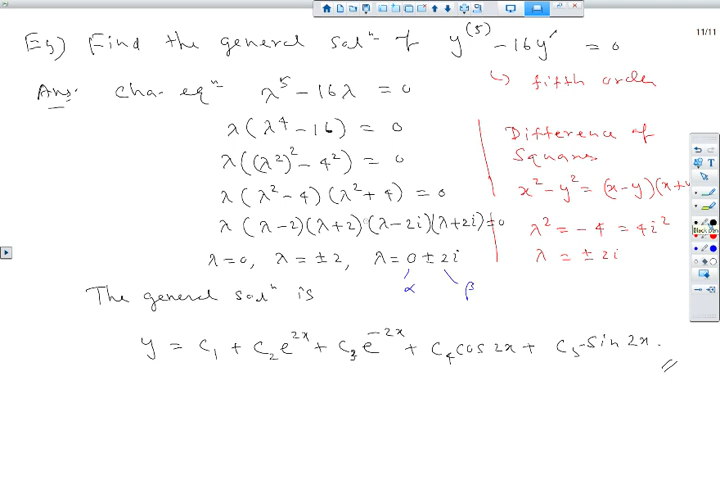 11/11
Eg) Find the general solⁿ of y⁽⁵⁾ - 16y′ = 0
↳ fifth order
Ans: Cha. eqⁿ λ⁵ - 16λ = 0
λ(λ⁴ - 16) = 0
λ((λ²)² - 4²) = 0
λ(λ² - 4)(λ² + 4) = 0
λ(λ-2)(λ+2)(λ-2i)(λ+2i) = 0
λ = 0, λ = ±2, λ = 0 ± 2i
α β
Difference of
Squares
x² - y² = (x-y)(x+y
λ² = -4 = 4i²
λ = ±2i
The general solⁿ is
y = C₁ + C₂e²ˣ + C₃e⁻²ˣ + C₄cos 2x + C₅ sin 2x.